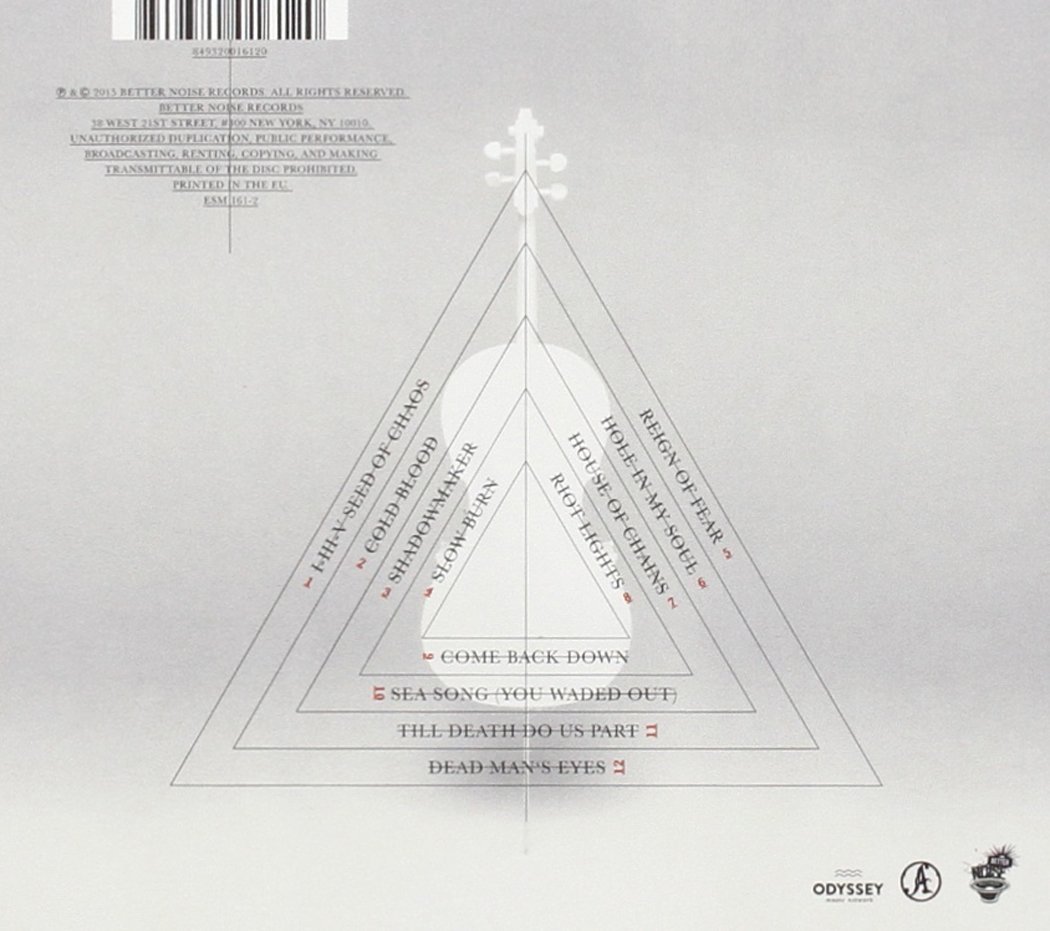 849320016120
℗ & © 2015 BETTER NOISE RECORDS. ALL RIGHTS RESERVED.
BETTER NOISE RECORDS
38 WEST 21ST STREET, #300 NEW YORK, NY 10010.
UNAUTHORIZED DUPLICATION, PUBLIC PERFORMANCE,
BROADCASTING, RENTING, COPYING, AND MAKING
TRANSMITTABLE OF THE DISC PROHIBITED.
PRINTED IN THE EU
ESM 161-2
1 I-III-V SEED OF CHAOS
2 COLD BLOOD
3 SHADOWMAKER
4 SLOW BURN
REIGN OF FEAR 5
HOLE IN MY SOUL 6
HOUSE OF CHAINS 7
RIOT LIGHTS 8
9 COME BACK DOWN
10 SEA SONG (YOU WADED OUT)
TILL DEATH DO US PART 11
DEAD MAN'S EYES 12
ODYSSEY
music network
A
BETTER
NOISE